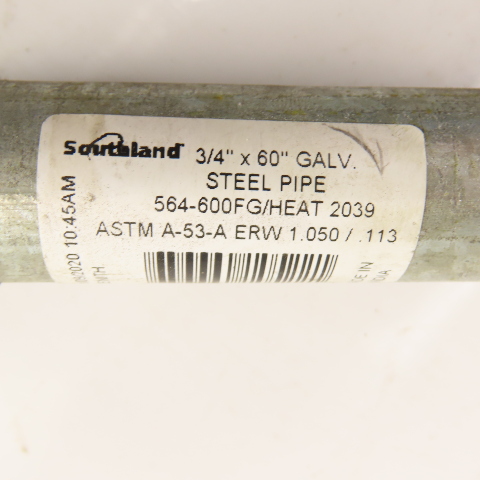 Southland 3/4" x 60" GALV.
STEEL PIPE
564-600FG/HEAT 2039
ASTM A-53-A ERW 1.050 / .113
2020 10:45AM